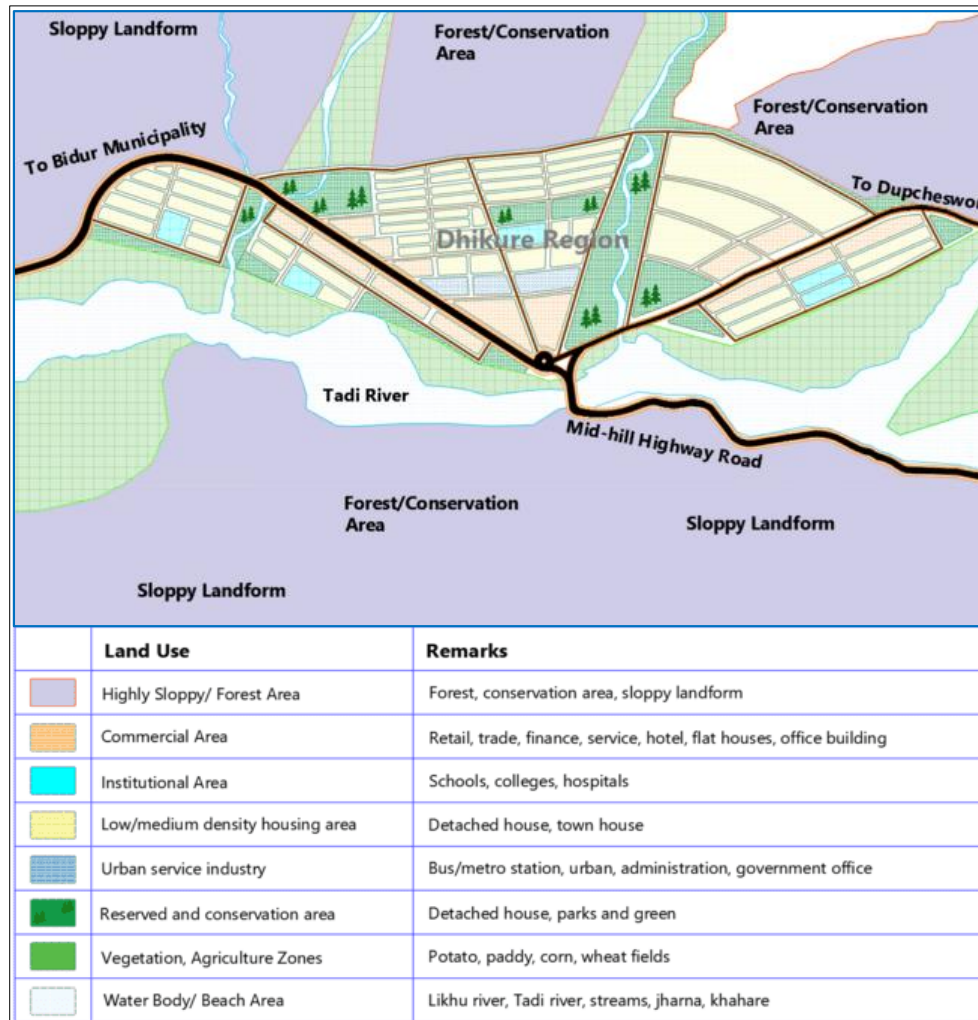 Sloppy Landform
Forest/Conservation
Area
Forest/Conservation
Area
To Bidur Municipality
To Dupcheswo
Dhikure Region
Tadi River
Mid-hill Highway Road
Forest/Conservation
Area
Sloppy Landform
Sloppy Landform
Land Use Remarks
Highly Sloppy/ Forest Area Forest, conservation area, sloppy landform
Commercial Area Retail, trade, finance, service, hotel, flat houses, office building
Institutional Area Schools, colleges, hospitals
Low/medium density housing area Detached house, town house
Urban service industry Bus/metro station, urban, administration, government office
Reserved and conservation area Detached house, parks and green
Vegetation, Agriculture Zones Potato, paddy, corn, wheat fields
Water Body/ Beach Area Likhu river, Tadi river, streams, jharna, khahare